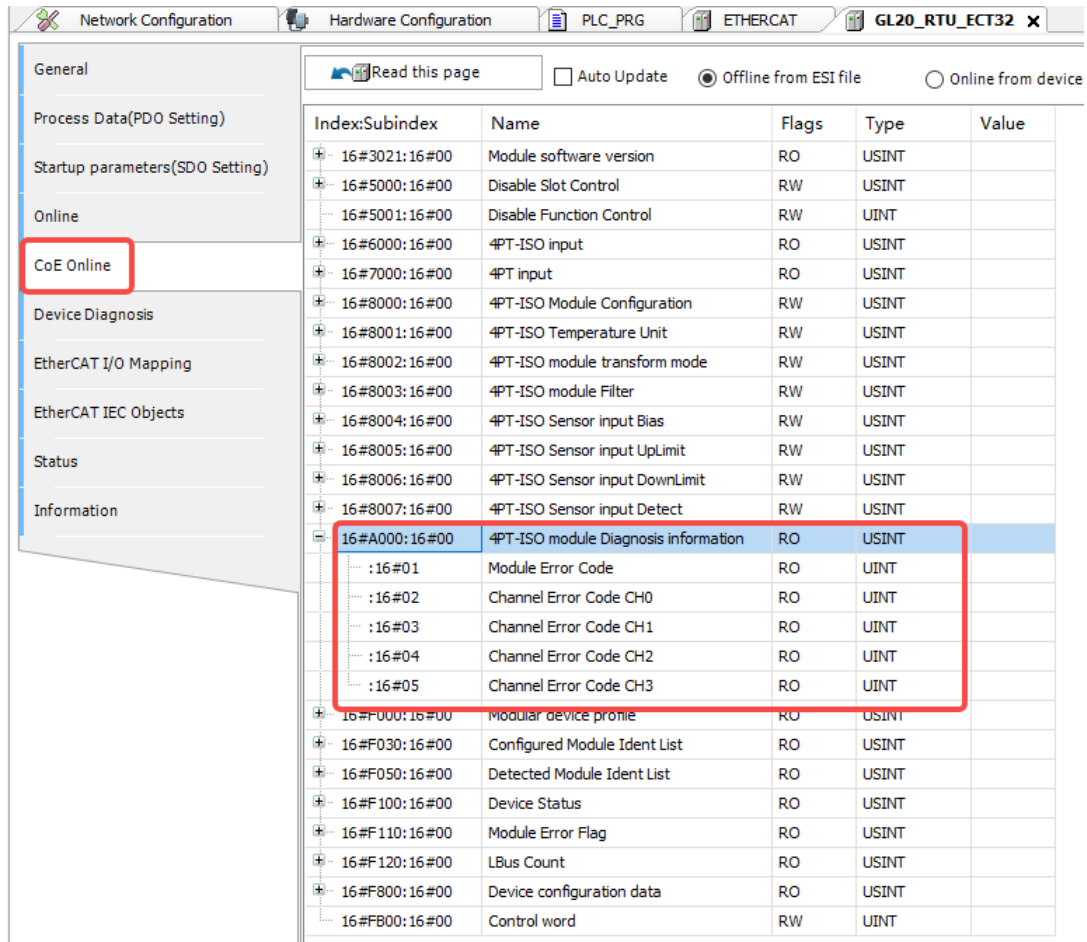 Network Configuration Hardware Configuration PLC_PRG ETHERCAT GL20_RTU_ECT32
General
Process Data(PDO Setting)
Startup parameters(SDO Setting)
Online
CoE Online
Device Diagnosis
EtherCAT I/O Mapping
EtherCAT IEC Objects
Status
Information
Read this page Auto Update Offline from ESI file Online from device
Index:Subindex Name Flags Type Value
16#3021:16#00 Module software version RO USINT
16#5000:16#00 Disable Slot Control RW USINT
16#5001:16#00 Disable Function Control RW UINT
16#6000:16#00 4PT-ISO input RO USINT
16#7000:16#00 4PT input RO USINT
16#8000:16#00 4PT-ISO Module Configuration RW USINT
16#8001:16#00 4PT-ISO Temperature Unit RW USINT
16#8002:16#00 4PT-ISO module transform mode RW USINT
16#8003:16#00 4PT-ISO module Filter RW USINT
16#8004:16#00 4PT-ISO Sensor input Bias RW USINT
16#8005:16#00 4PT-ISO Sensor input UpLimit RW USINT
16#8006:16#00 4PT-ISO Sensor input DownLimit RW USINT
16#8007:16#00 4PT-ISO Sensor input Detect RW USINT
16#A000:16#00 4PT-ISO module Diagnosis information RO USINT
:16#01 Module Error Code RO UINT
:16#02 Channel Error Code CH0 RO UINT
:16#03 Channel Error Code CH1 RO UINT
:16#04 Channel Error Code CH2 RO UINT
:16#05 Channel Error Code CH3 RO UINT
16#F000:16#00 Modular device profile RO USINT
16#F030:16#00 Configured Module Ident List RO USINT
16#F050:16#00 Detected Module Ident List RO USINT
16#F100:16#00 Device Status RO USINT
16#F110:16#00 Module Error Flag RO USINT
16#F120:16#00 LBus Count RO USINT
16#F800:16#00 Device configuration data RO USINT
16#FB00:16#00 Control word RW UINT